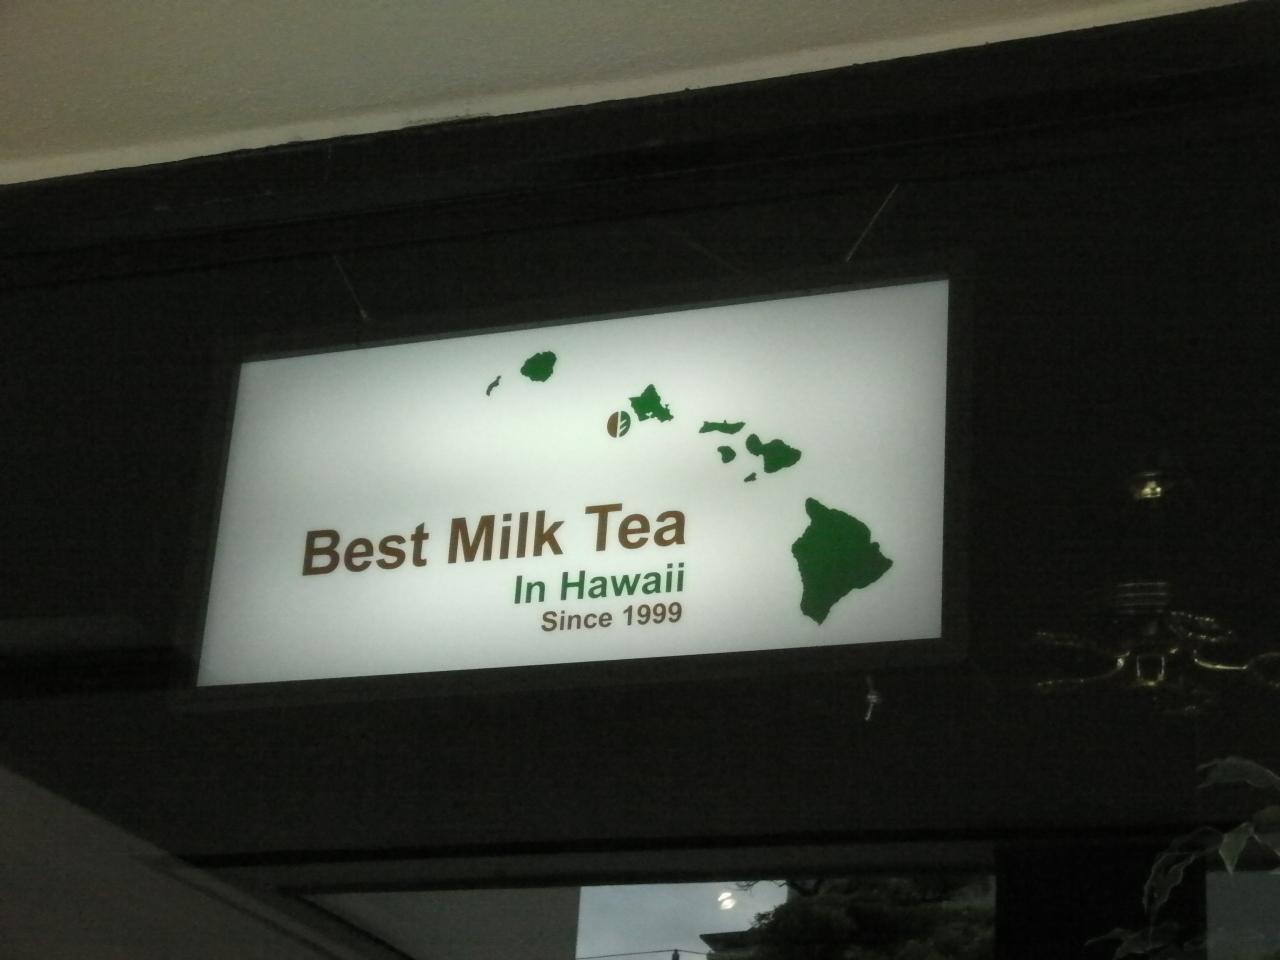 Best Milk Tea
In Hawaii
Since 1999